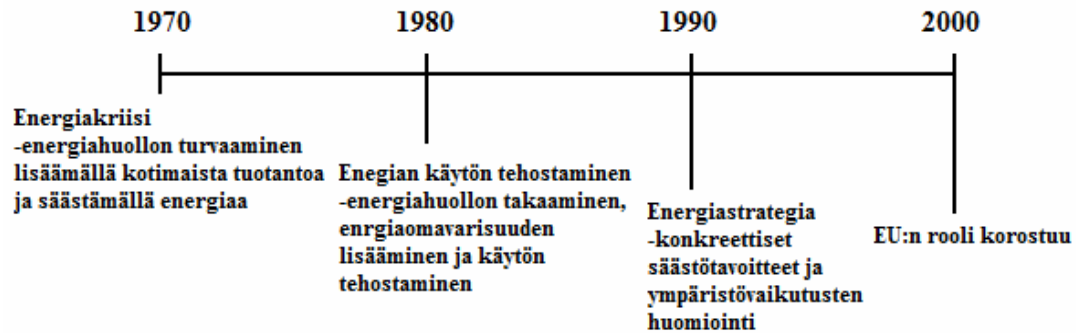 1970 1980 1990 2000
Energiakriisi
-energiahuollon turvaaminen
lisäämällä kotimaista tuotantoa
ja säästämällä energiaa
Enegian käytön tehostaminen
-energiahuollon takaaminen,
enrgiaomavarisuuden
lisääminen ja käytön
tehostaminen
Energiastrategia
-konkreettiset
säästötavoitteet ja
ympäristövaikutusten
huomiointi
EU:n rooli korostuu